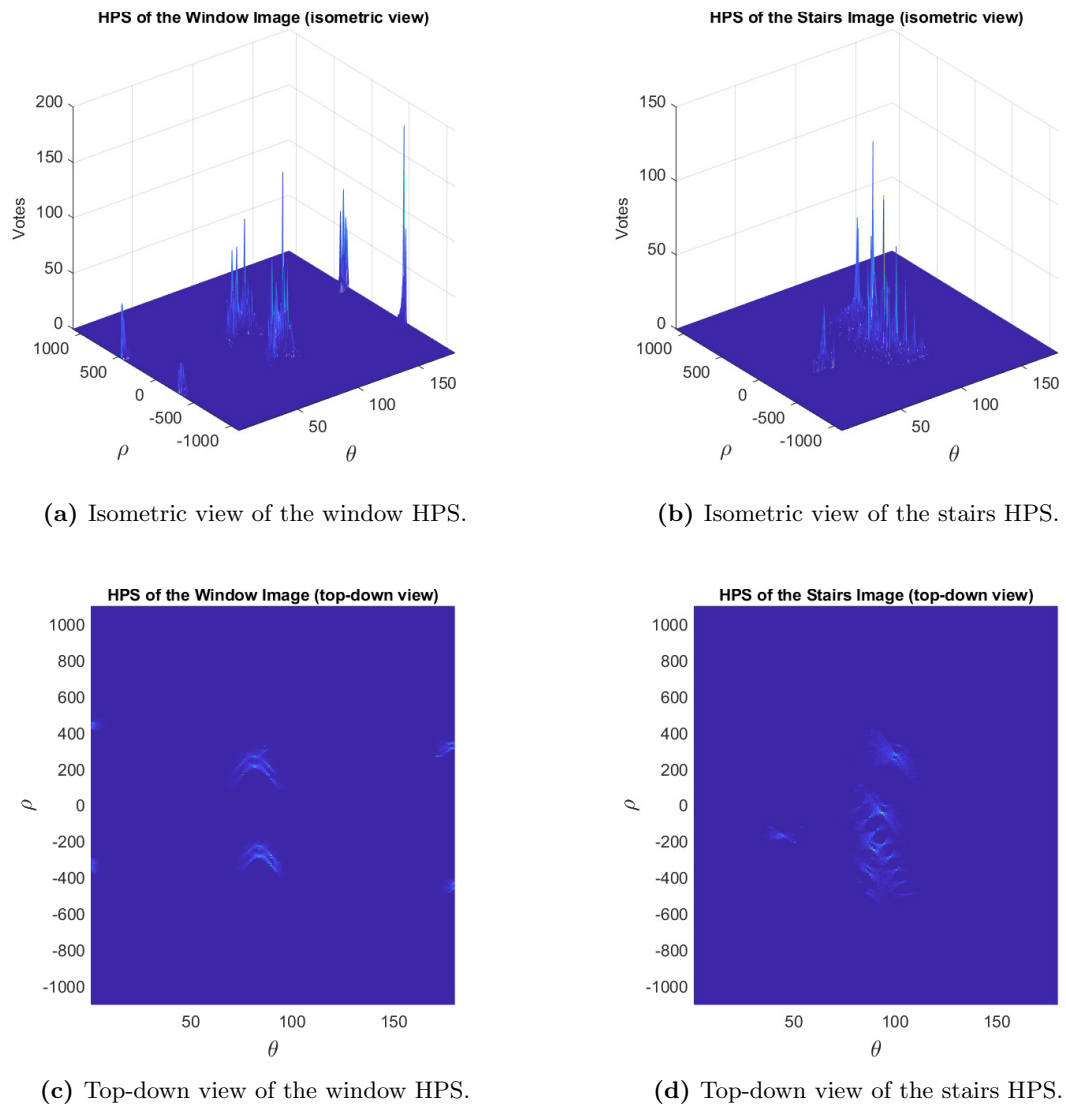 HPS of the Window Image (isometric view)
200
150
100
50
0
Votes
1000
500
0
-500
-1000
ρ
50
100
150
θ
(a) Isometric view of the window HPS.
HPS of the Stairs Image (isometric view)
150
100
50
0
Votes
1000
500
0
-500
-1000
ρ
50
100
150
θ
(b) Isometric view of the stairs HPS.
HPS of the Window Image (top-down view)
1000
800
600
400
200
0
-200
-400
-600
-800
-1000
ρ
50 100 150
θ
(c) Top-down view of the window HPS.
HPS of the Stairs Image (top-down view)
1000
800
600
400
200
0
-200
-400
-600
-800
-1000
ρ
50 100 150
θ
(d) Top-down view of the stairs HPS.